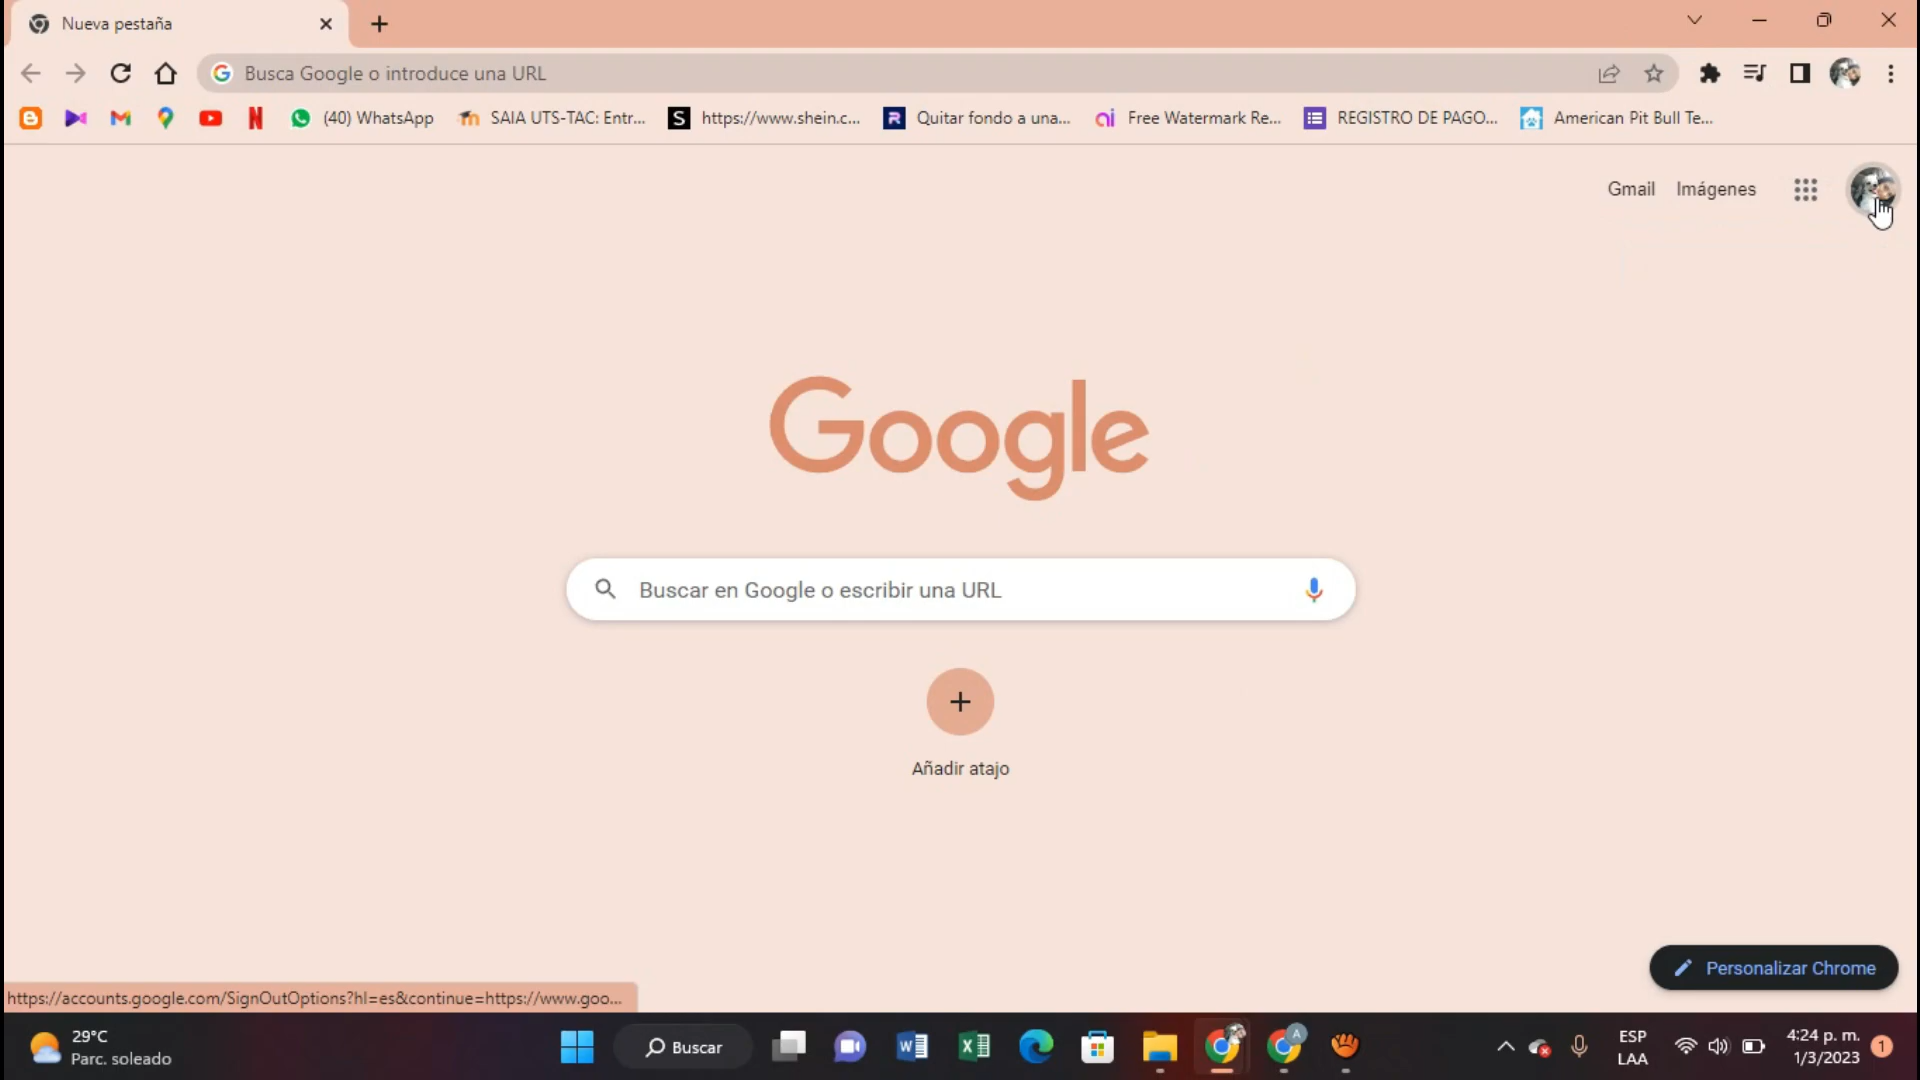 Nueva pestaña
Busca Google o introduce una URL
(40) WhatsApp
SAIA UTS-TAC: Entr...
https://www.shein.c...
Quitar fondo a una...
Free Watermark Re...
REGISTRO DE PAGO...
American Pit Bull Te...
Gmail
Imágenes
Google
Buscar en Google o escribir una URL
Añadir atajo
Personalizar Chrome
https://accounts.google.com/SignOutOptions?hl=es&continue=https://www.goo...
29°C
Parc. soleado
Buscar
A
ESP
LAA
4:24 p. m.
1/3/2023
1